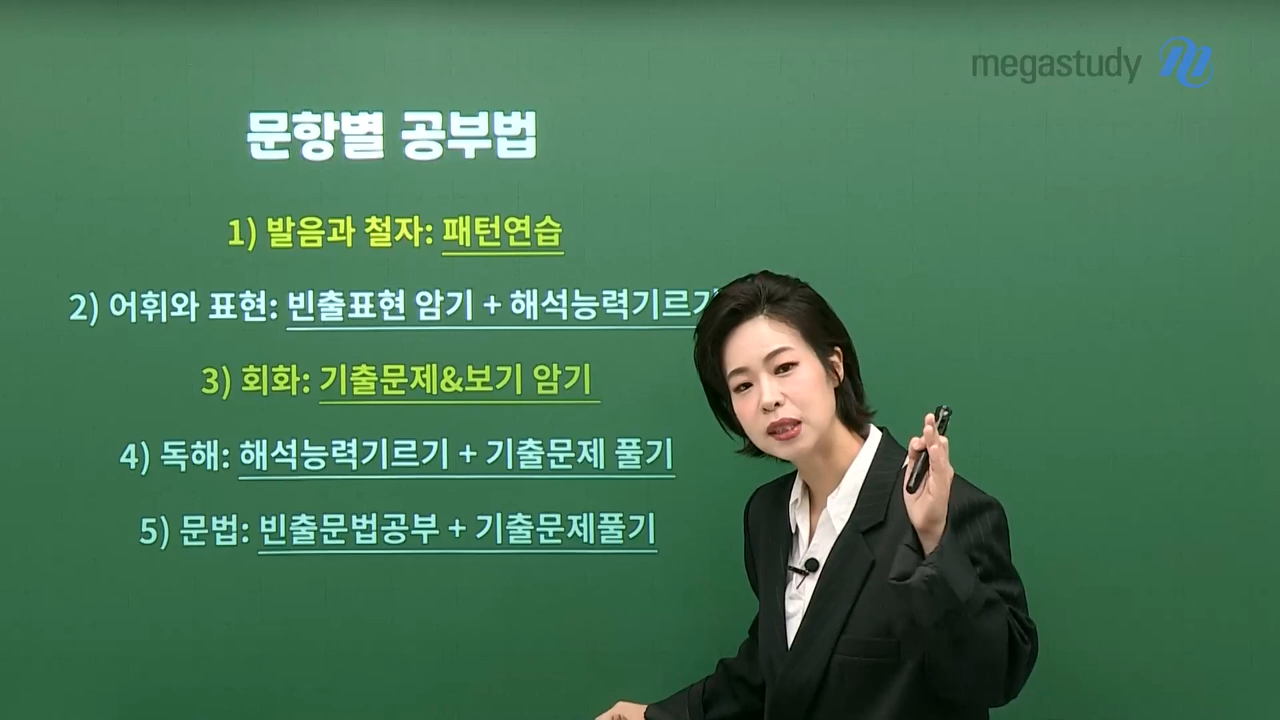 megastudy
문항별 공부법
1) 발음과 철자: 패턴연습
2) 어휘와 표현: 빈출표현 암기 + 해석능력기르기
3) 회화: 기출문제&보기 암기
4) 독해: 해석능력기르기 + 기출문제 풀기
5) 문법: 빈출문법공부 + 기출문제풀기